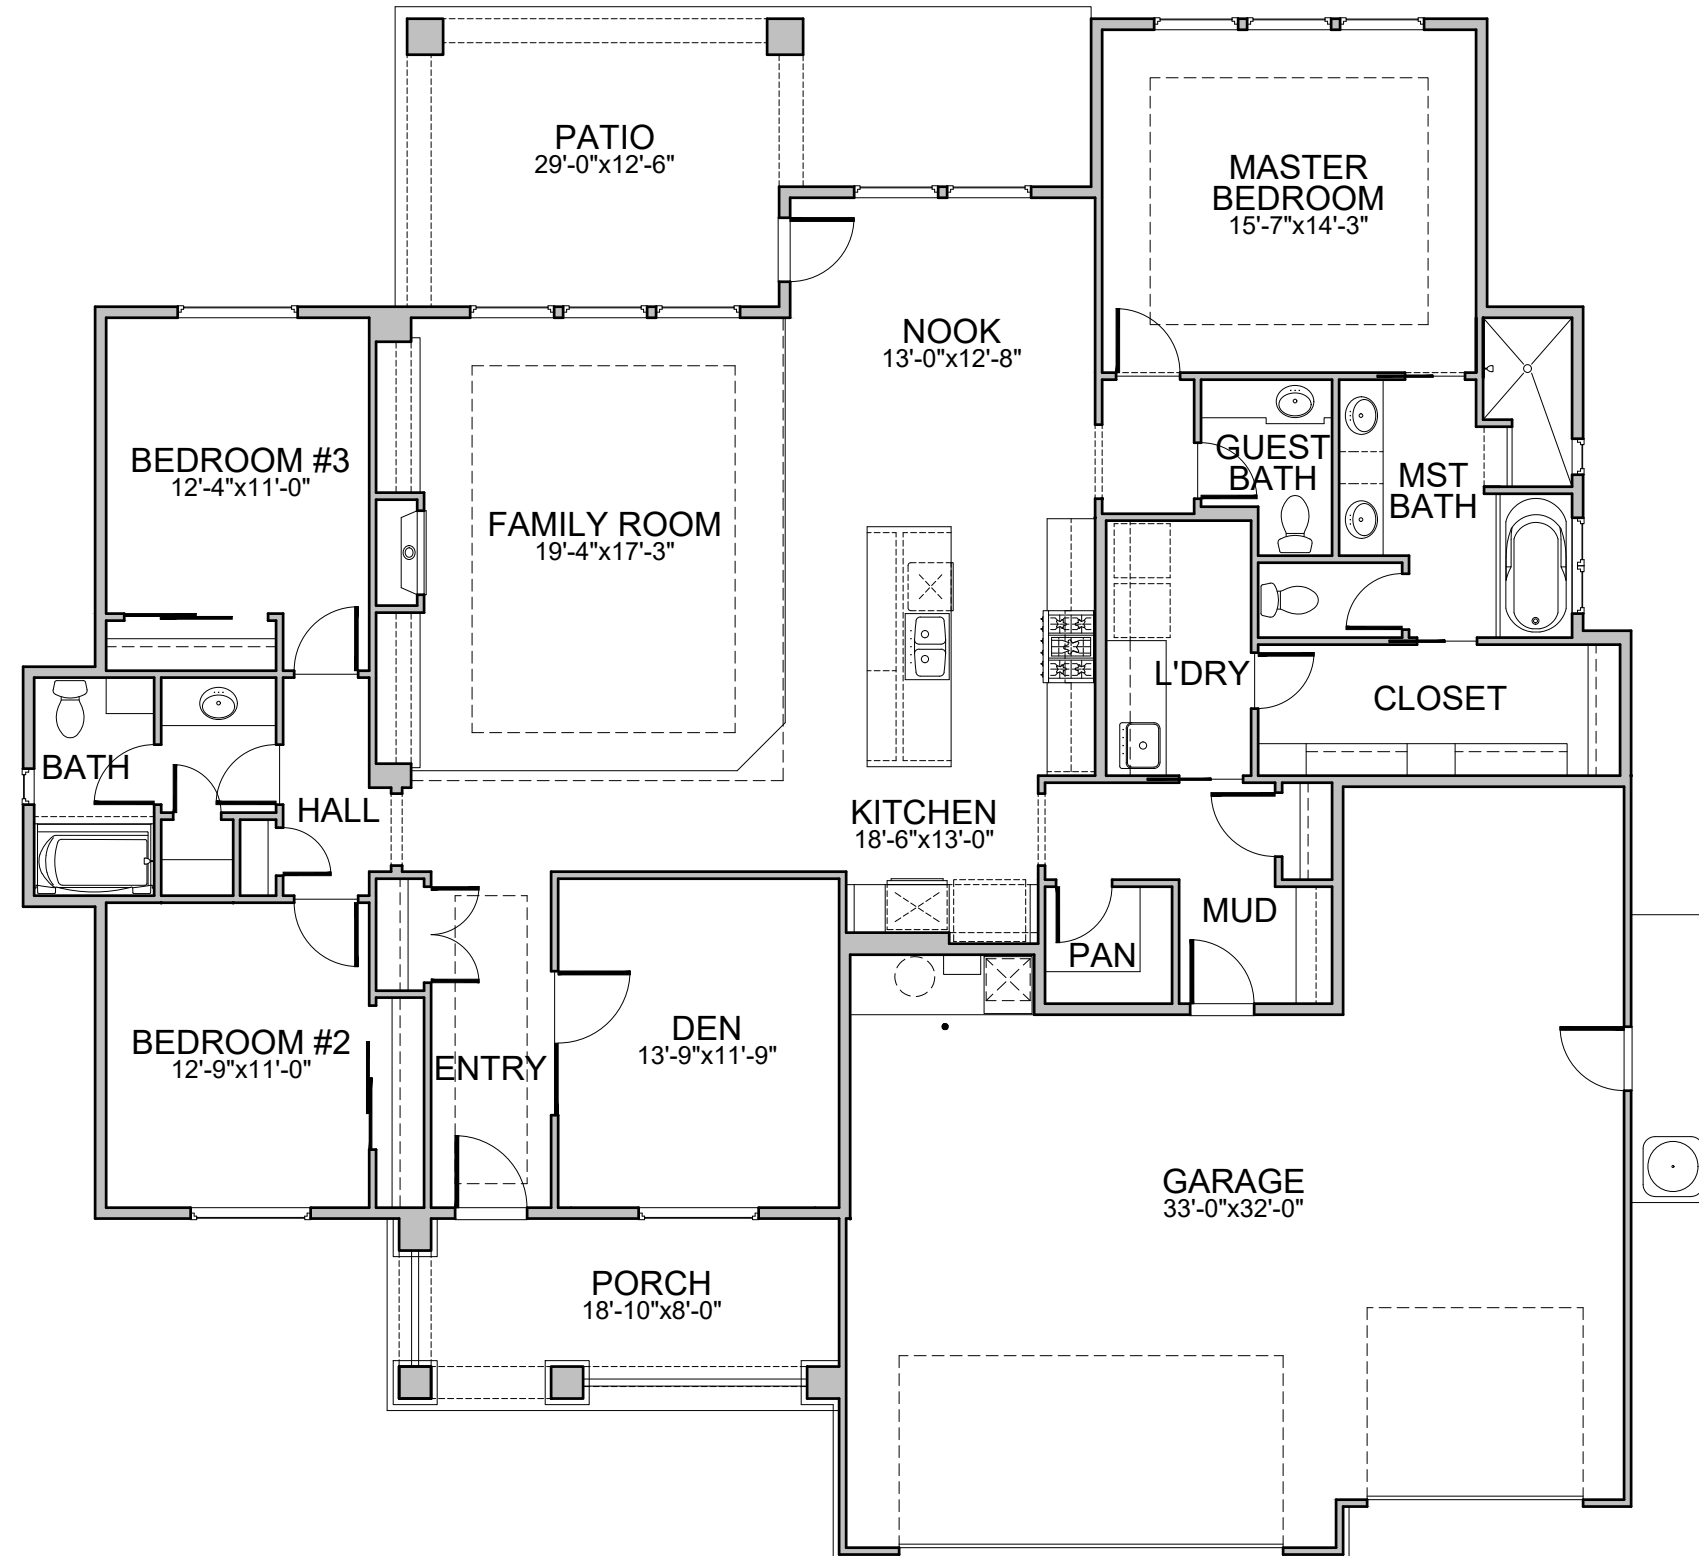 PATIO
29'-0"x12'-6"
MASTER
BEDROOM
15'-7"x14'-3"
NOOK
13'-0"x12'-8"
BEDROOM #3
12'-4"x11'-0"
FAMILY ROOM
19'-4"x17'-3"
GUEST
BATH
MST
BATH
L'DRY
CLOSET
BATH
HALL
KITCHEN
18'-6"x13'-0"
MUD
PAN
BEDROOM #2
12'-9"x11'-0"
ENTRY
DEN
13'-9"x11'-9"
GARAGE
33'-0"x32'-0"
PORCH
18'-10"x8'-0"